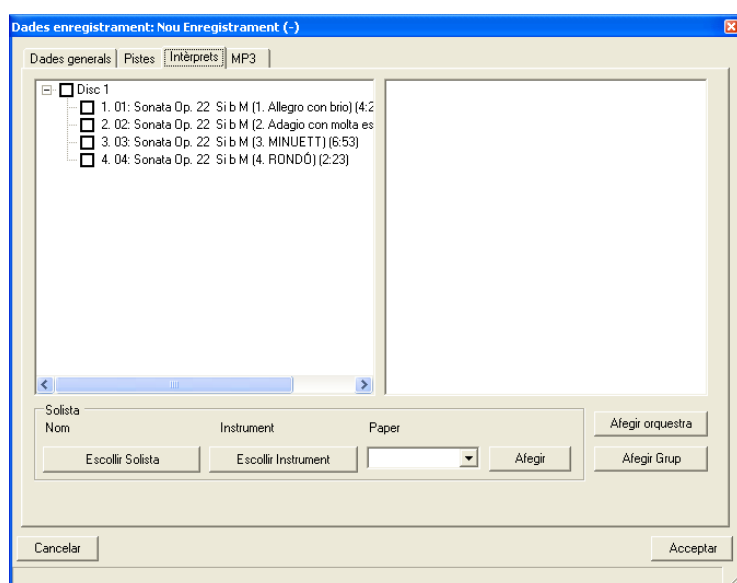 Dades enregistrament: Nou Enregistrament (-)
Dades generals Pistes Intèrprets MP3
Disc 1
1. 01: Sonata Op. 22 Si b M (1. Allegro con brio) (4:2
2. 02: Sonata Op. 22 Si b M (2. Adagio con molta es
3. 03: Sonata Op. 22 Si b M (3. MINUETT) (6:53)
4. 04: Sonata Op. 22 Si b M (4. RONDÓ) (2:23)
Solista
Nom Instrument Paper
Afegir orquestra
Escollir Solista Escollir Instrument Afegir Afegir Grup
Cancelar Acceptar